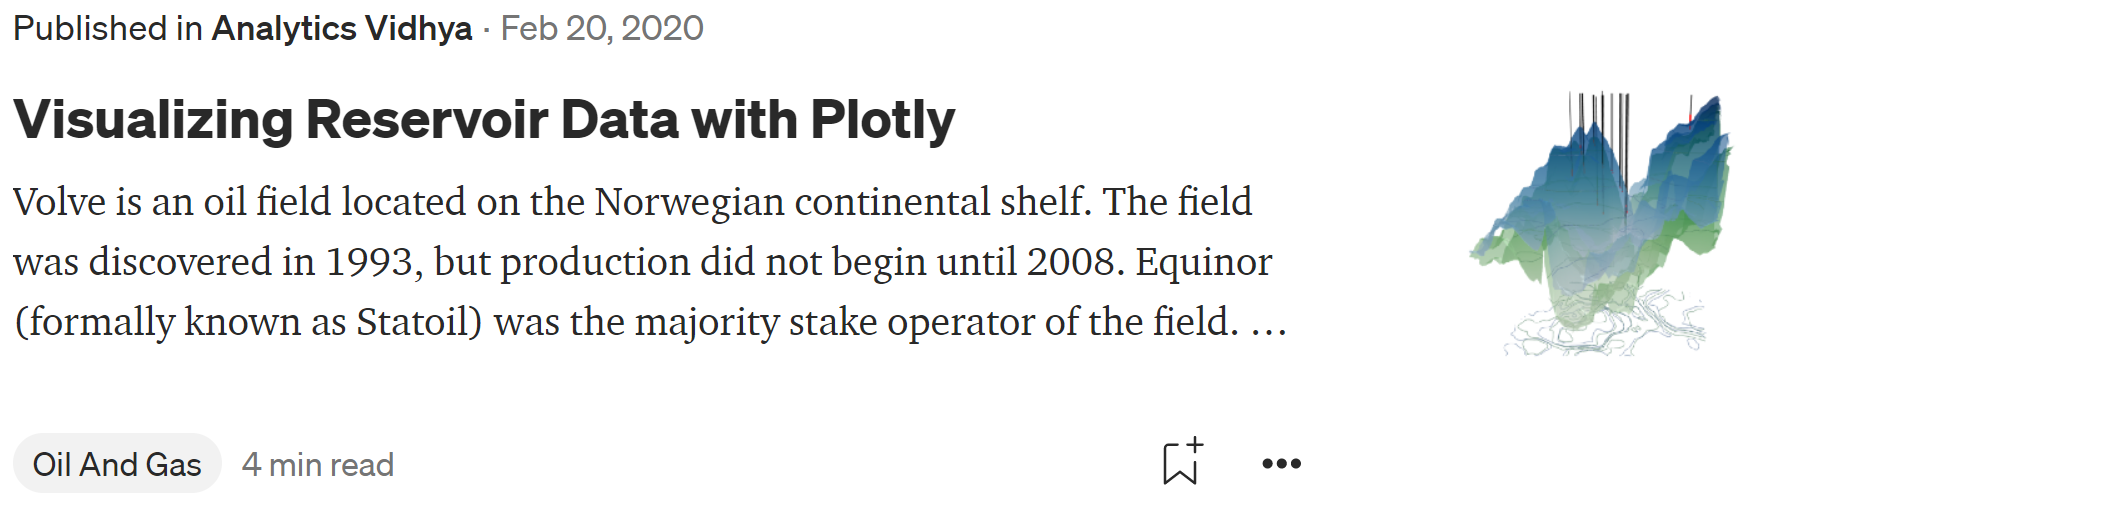 Published in Analytics Vidhya · Feb 20, 2020
Visualizing Reservoir Data with Plotly
Volve is an oil field located on the Norwegian continental shelf. The field
was discovered in 1993, but production did not begin until 2008. Equinor
(formally known as Statoil) was the majority stake operator of the field. …
Oil And Gas 4 min read